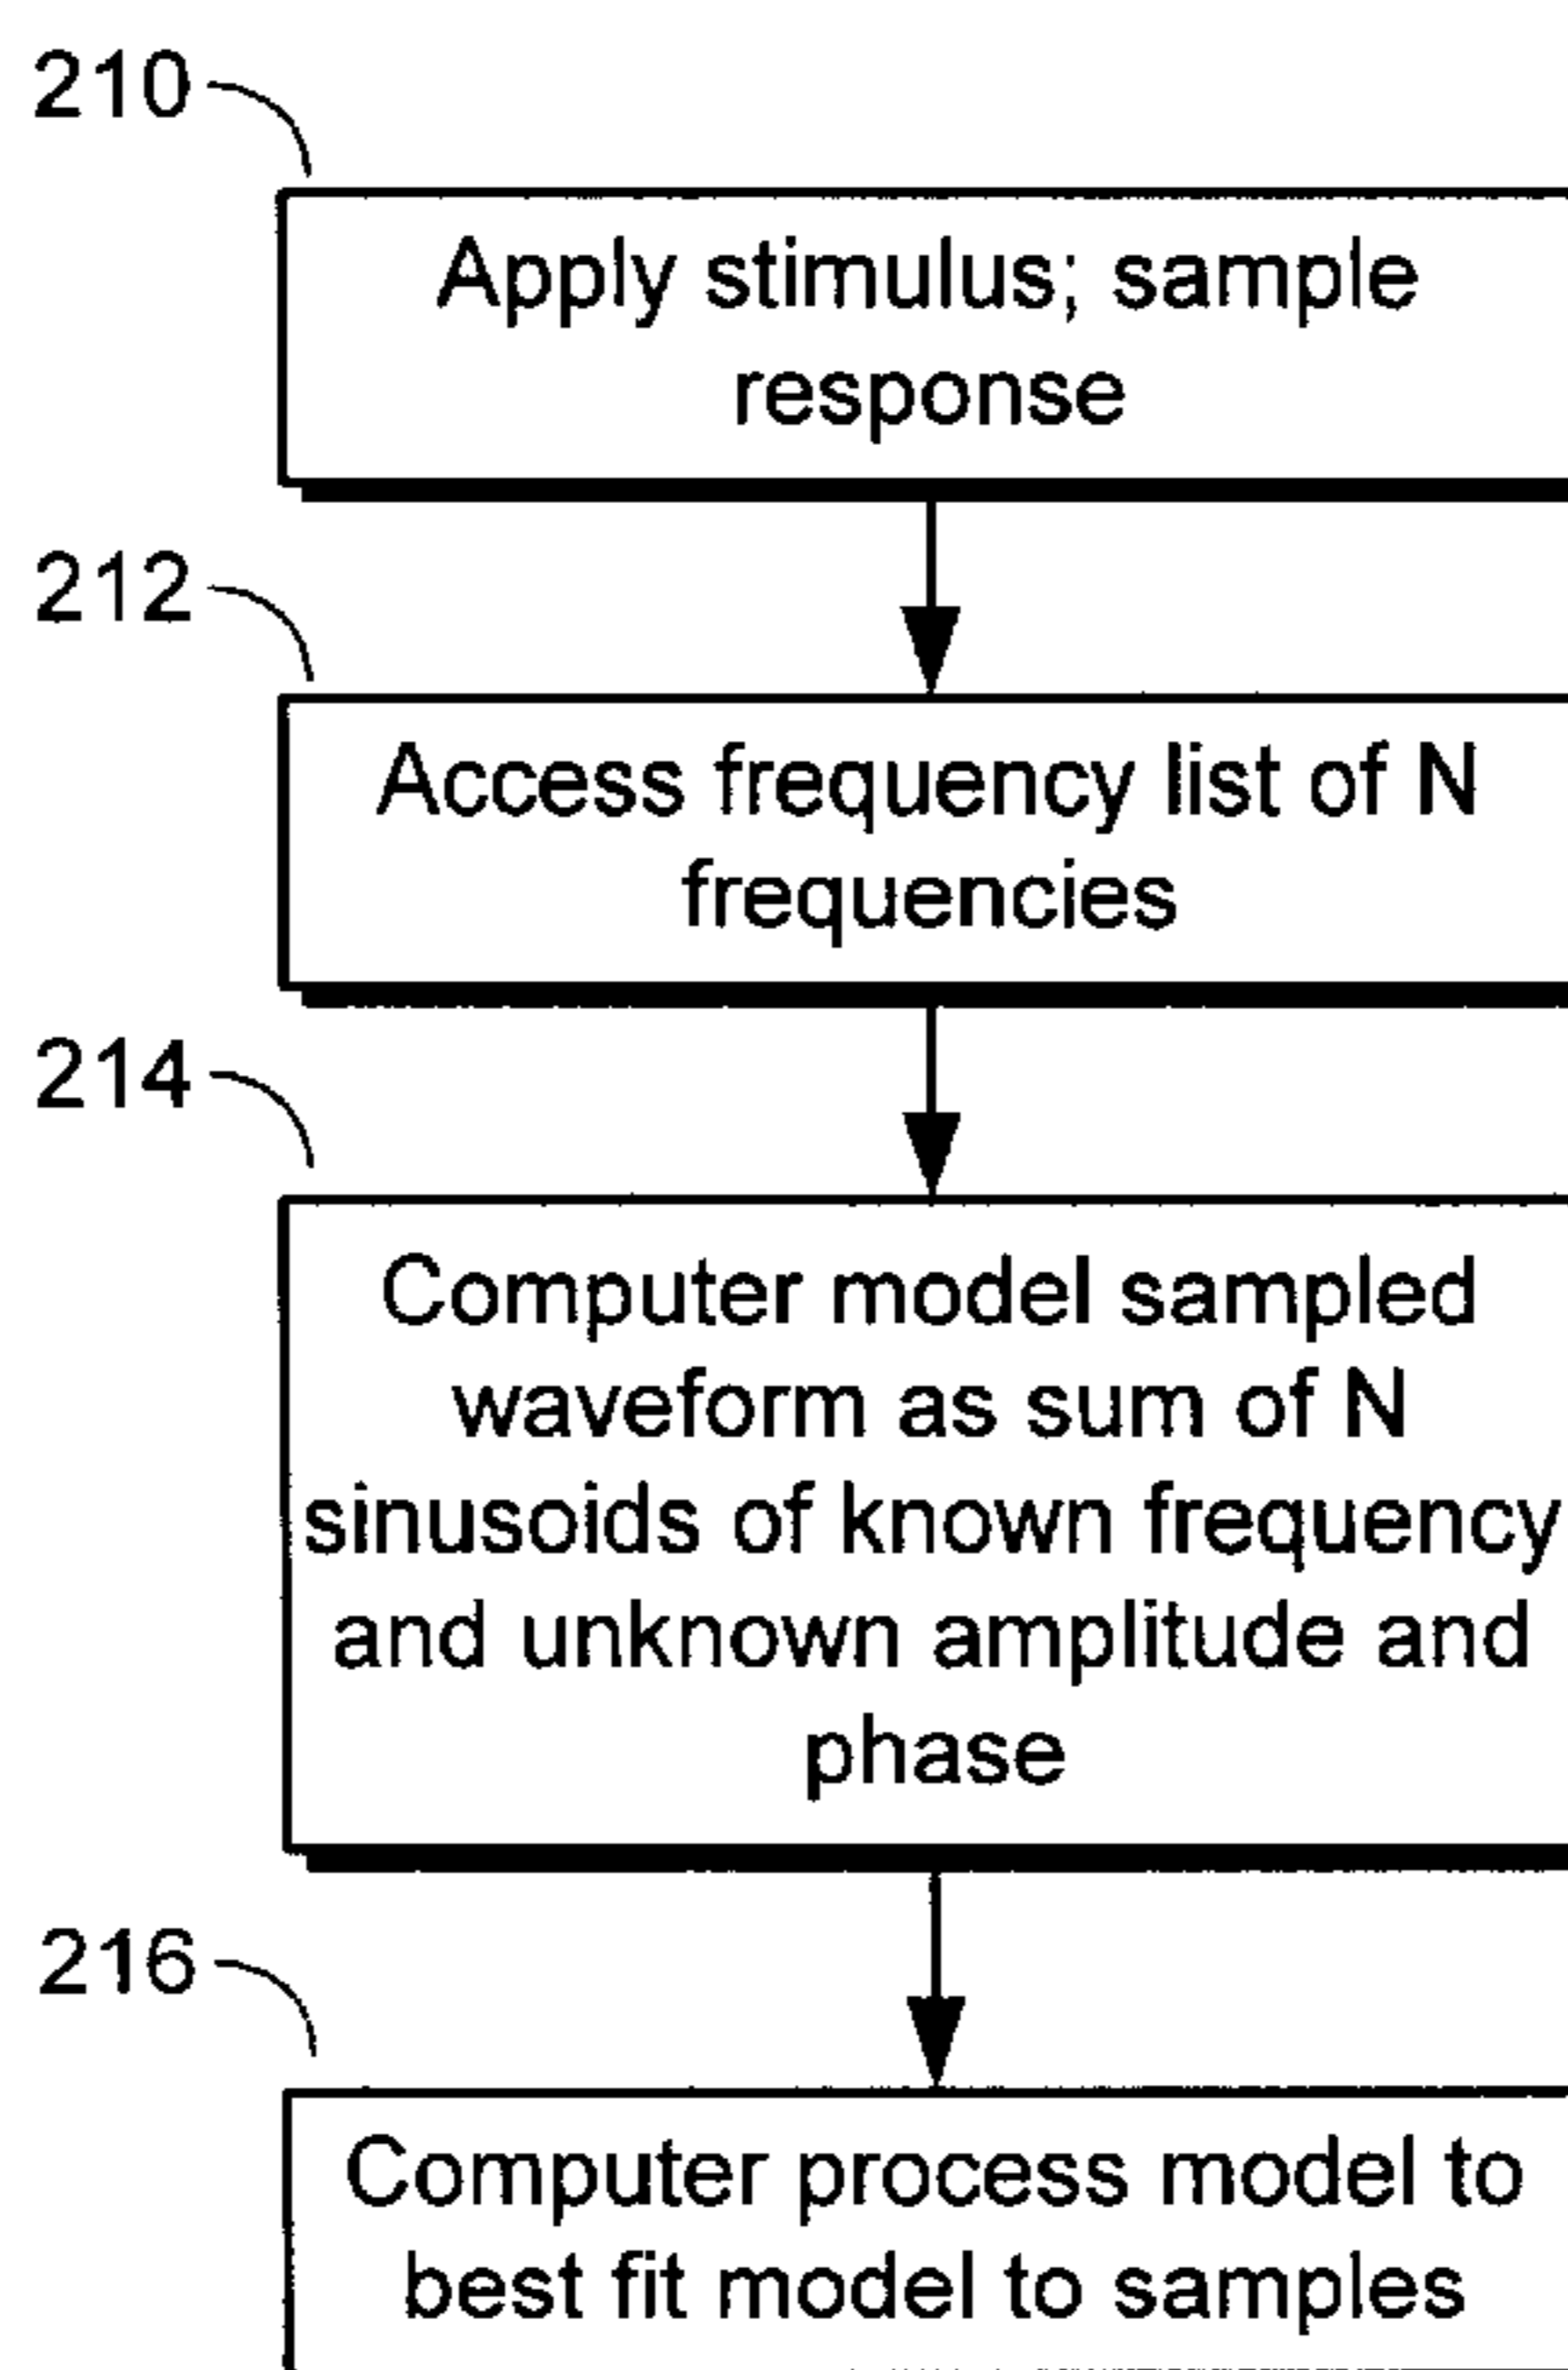 210
Apply stimulus; sample
response
212
Access frequency list of N
frequencies
214
Computer model sampled
waveform as sum of N
sinusoids of known frequency
and unknown amplitude and
phase
216
Computer process model to
best fit model to samples